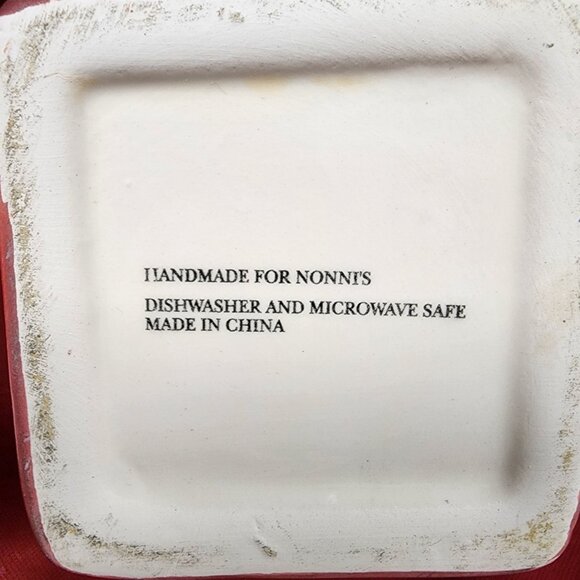 HANDMADE FOR NONNI'S
DISHWASHER AND MICROWAVE SAFE
MADE IN CHINA